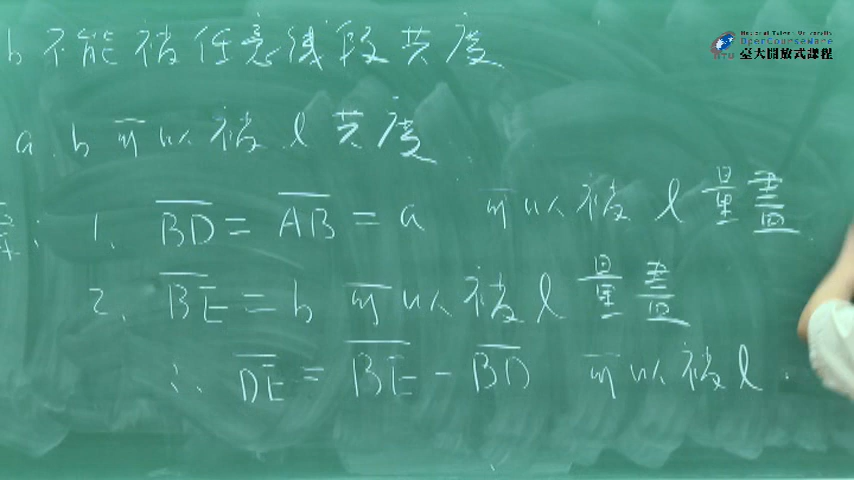 National Taiwan University
OpenCourseWare
臺大開放式課程
NTU
b 不能被任意线段共度
a.b 可以被 l 共度
1. BD = AB = a 可以被 l 量盡
2. BE = b 可以被 l 量盡
∴ DE = BE - BD 可以被 l